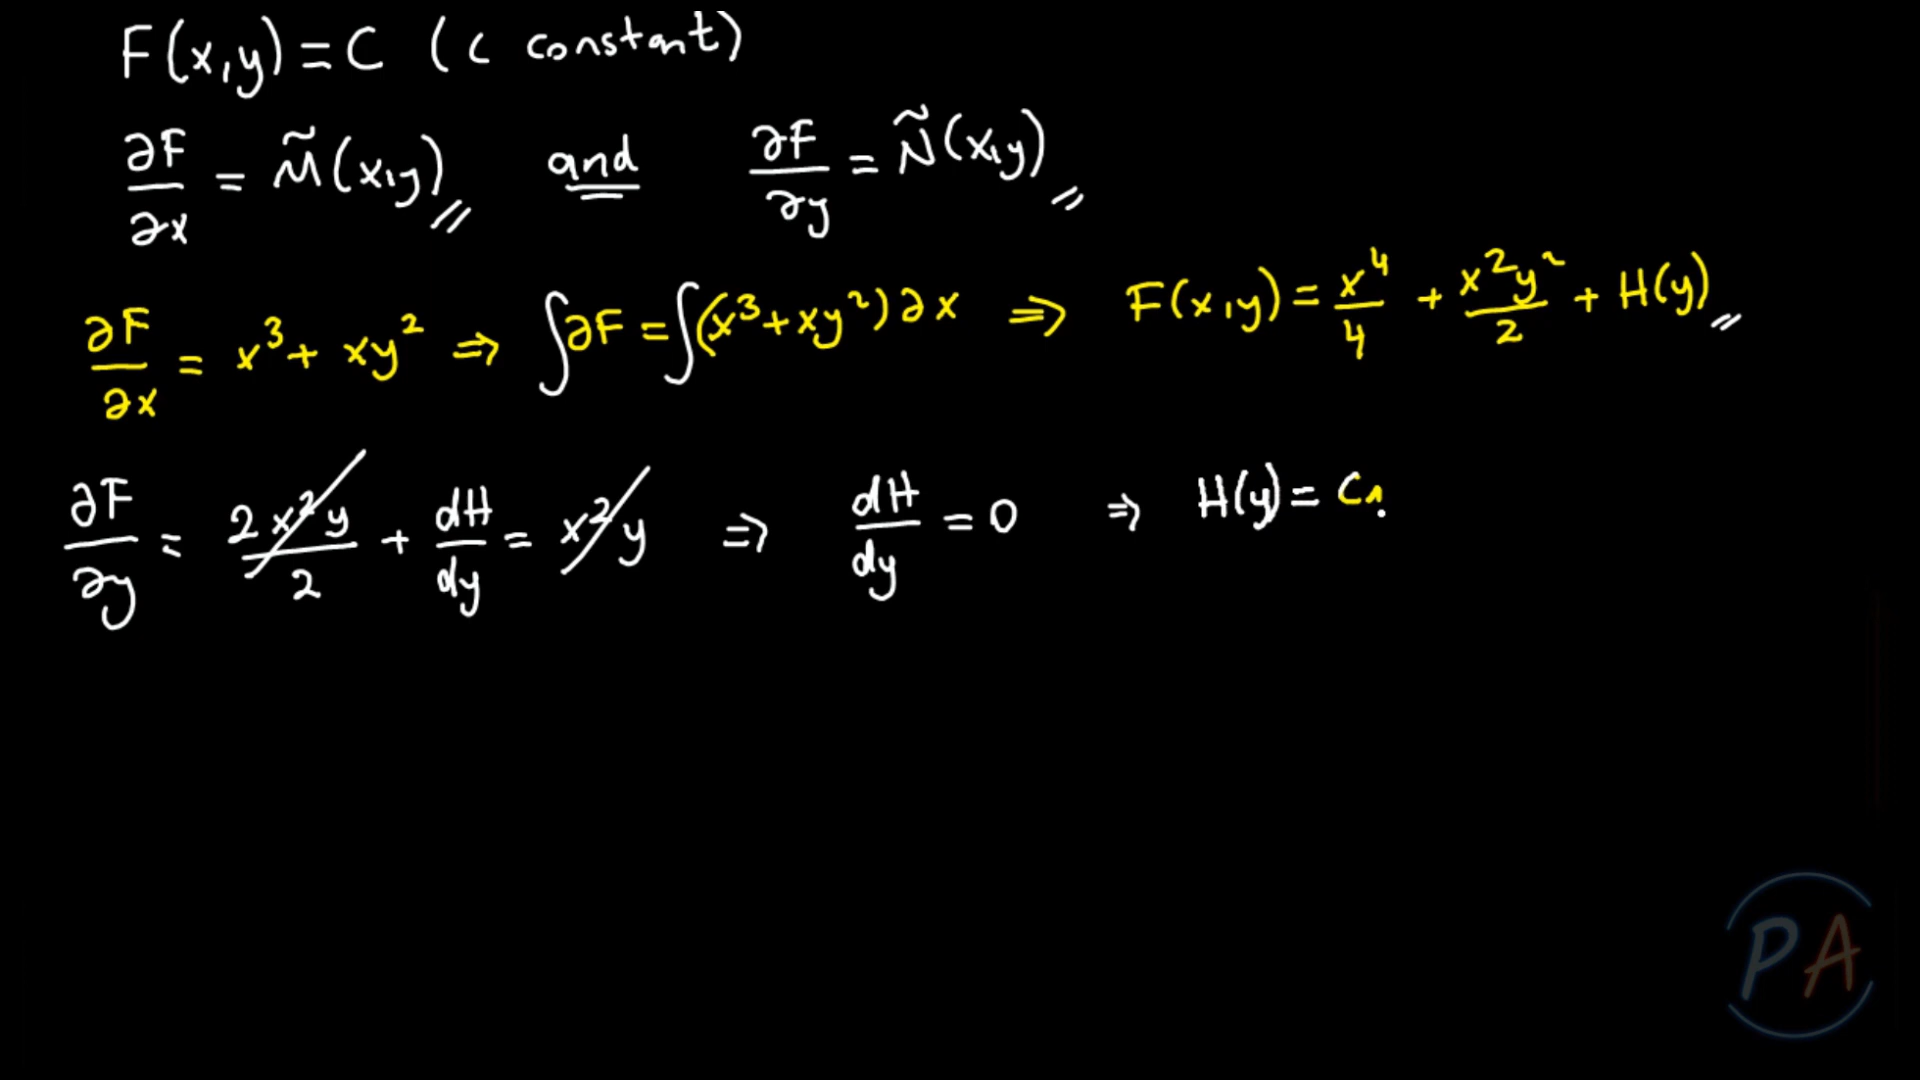 F(x,y) = C (c constant)
∂F/∂x = M̃(x,y) and ∂F/∂y = Ñ(x,y)
∂F/∂x = x³ + xy² ⇒ ∫∂F = ∫(x³+xy²)∂x ⇒ F(x,y) = x⁴/4 + x²y²/2 + H(y)
∂F/∂y = 2x²y/2 + dH/dy = x²y ⇒ dH/dy = 0 ⇒ H(y) = C₁
PA